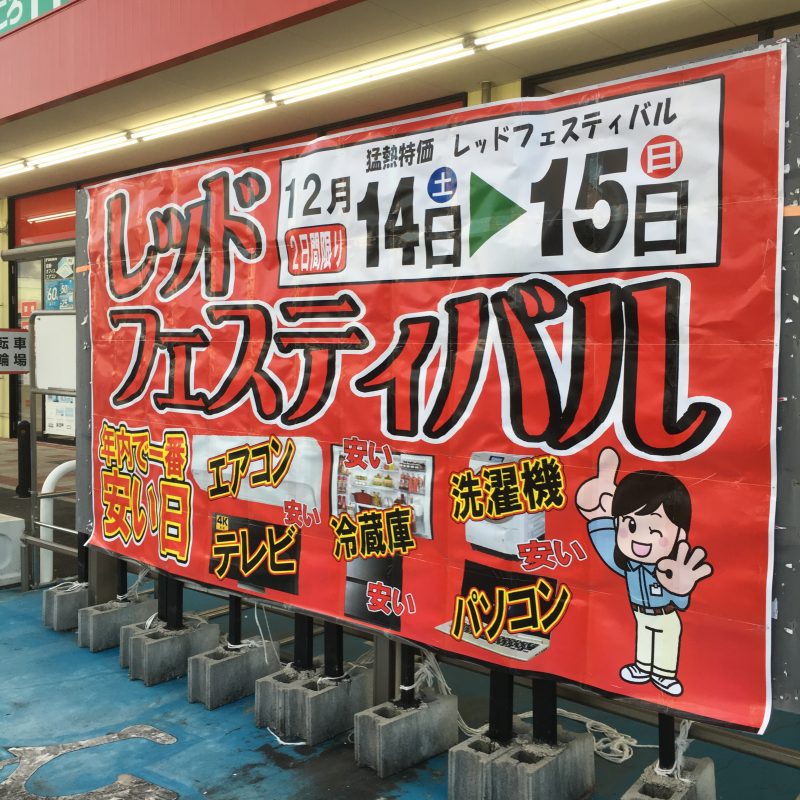 猛熱特価 レッドフェスティバル
12月14日土▶15日日
2日間限り
レッド
フェスティバル
年内で一番
安い日
エアコン
安い
4K
テレビ
安い
冷蔵庫
安い
洗濯機
安い
パソコン
転車
輪場